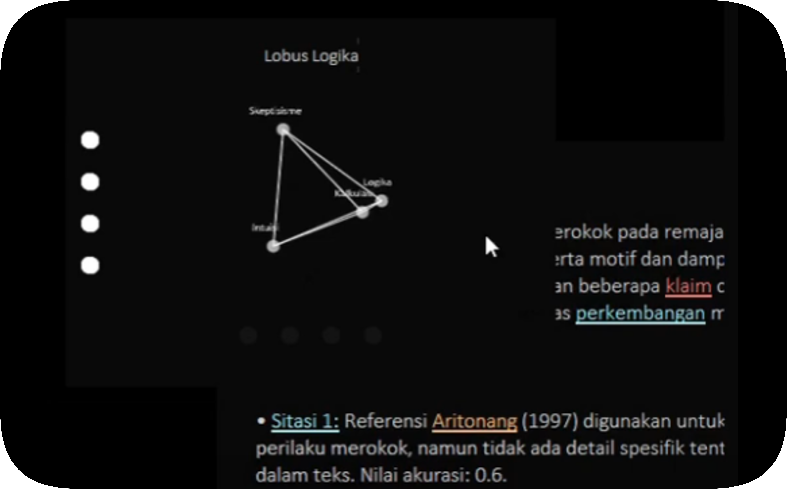 Lobus Logika
Skeptisisme
Logika
Kalkulasi
Intuisi
erokok pada remaja
erta motif dan damp
an beberapa klaim d
as perkembangan m
• Sitasi 1: Referensi Aritonang (1997) digunakan untuk
perilaku merokok, namun tidak ada detail spesifik tent
dalam teks. Nilai akurasi: 0.6.